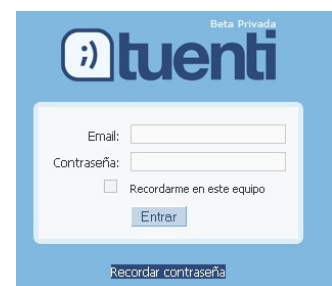 Beta Privada
;) tuenti
Email:
Contraseña:
Recordarme en este equipo
Entrar
Recordar contraseña